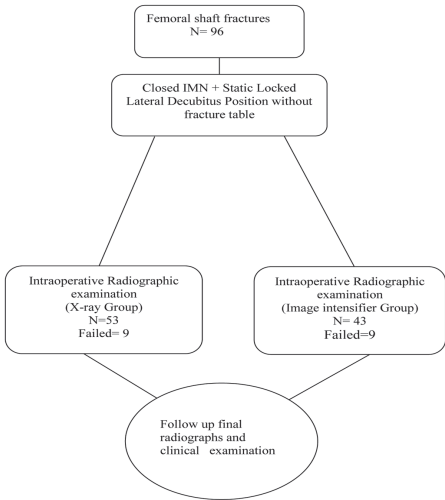 Femoral shaft fractures
N= 96
Closed IMN + Static Locked
Lateral Decubitus Position without
fracture table
Intraoperative Radiographic
examination
(X-ray Group)
N=53
Failed= 9
Intraoperative Radiographic
examination
(Image intensifier Group)
N= 43
Failed=9
Follow up final
radiographs and
clinical examination